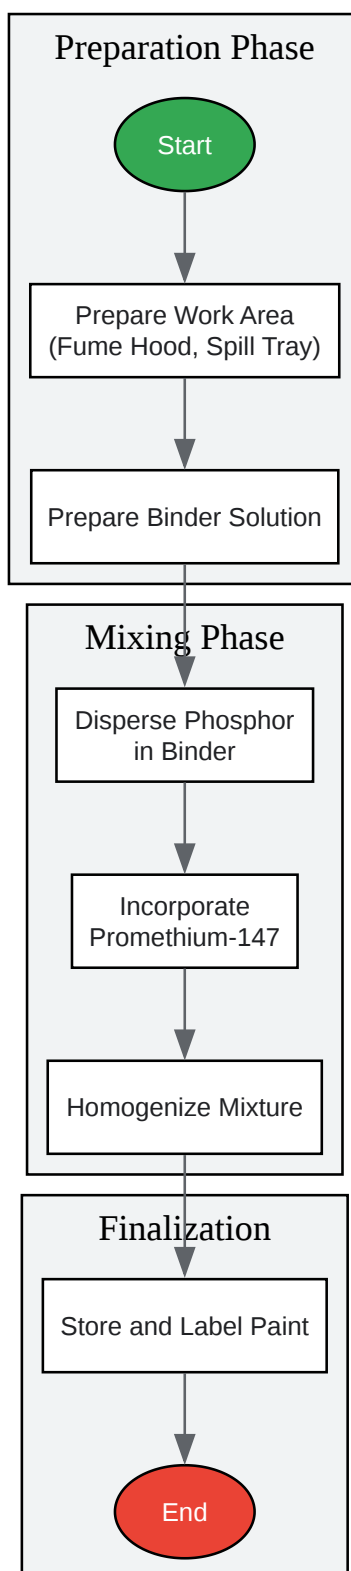 Preparation Phase
Start
Prepare Work Area
(Fume Hood, Spill Tray)
Prepare Binder Solution
Mixing Phase
Disperse Phosphor
in Binder
Incorporate
Promethium-147
Homogenize Mixture
Finalization
Store and Label Paint
End